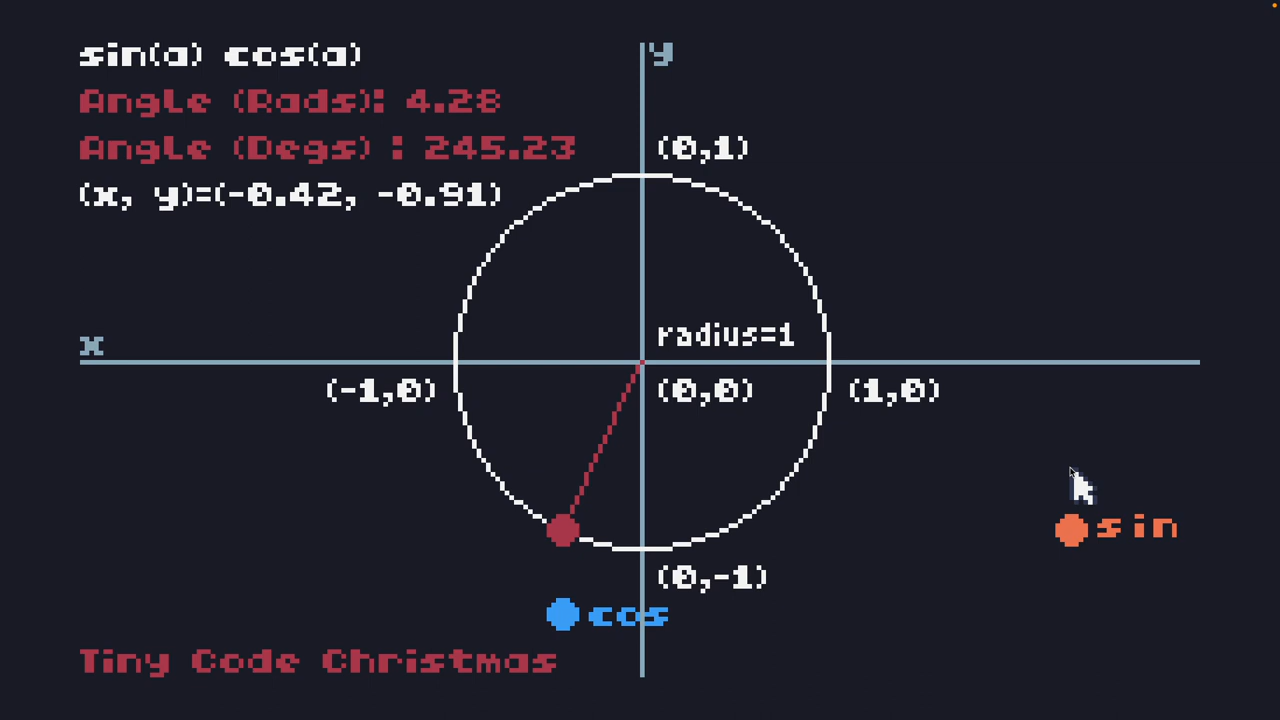 sin(a) cos(a)
y
Angle (Rads): 4.28
Angle (Degs) : 245.23
(0,1)
(x, y)=(-0.42, -0.91)
radius=1
x
(-1,0)
(0,0)
(1,0)
sin
(0,-1)
cos
Tiny Code Christmas